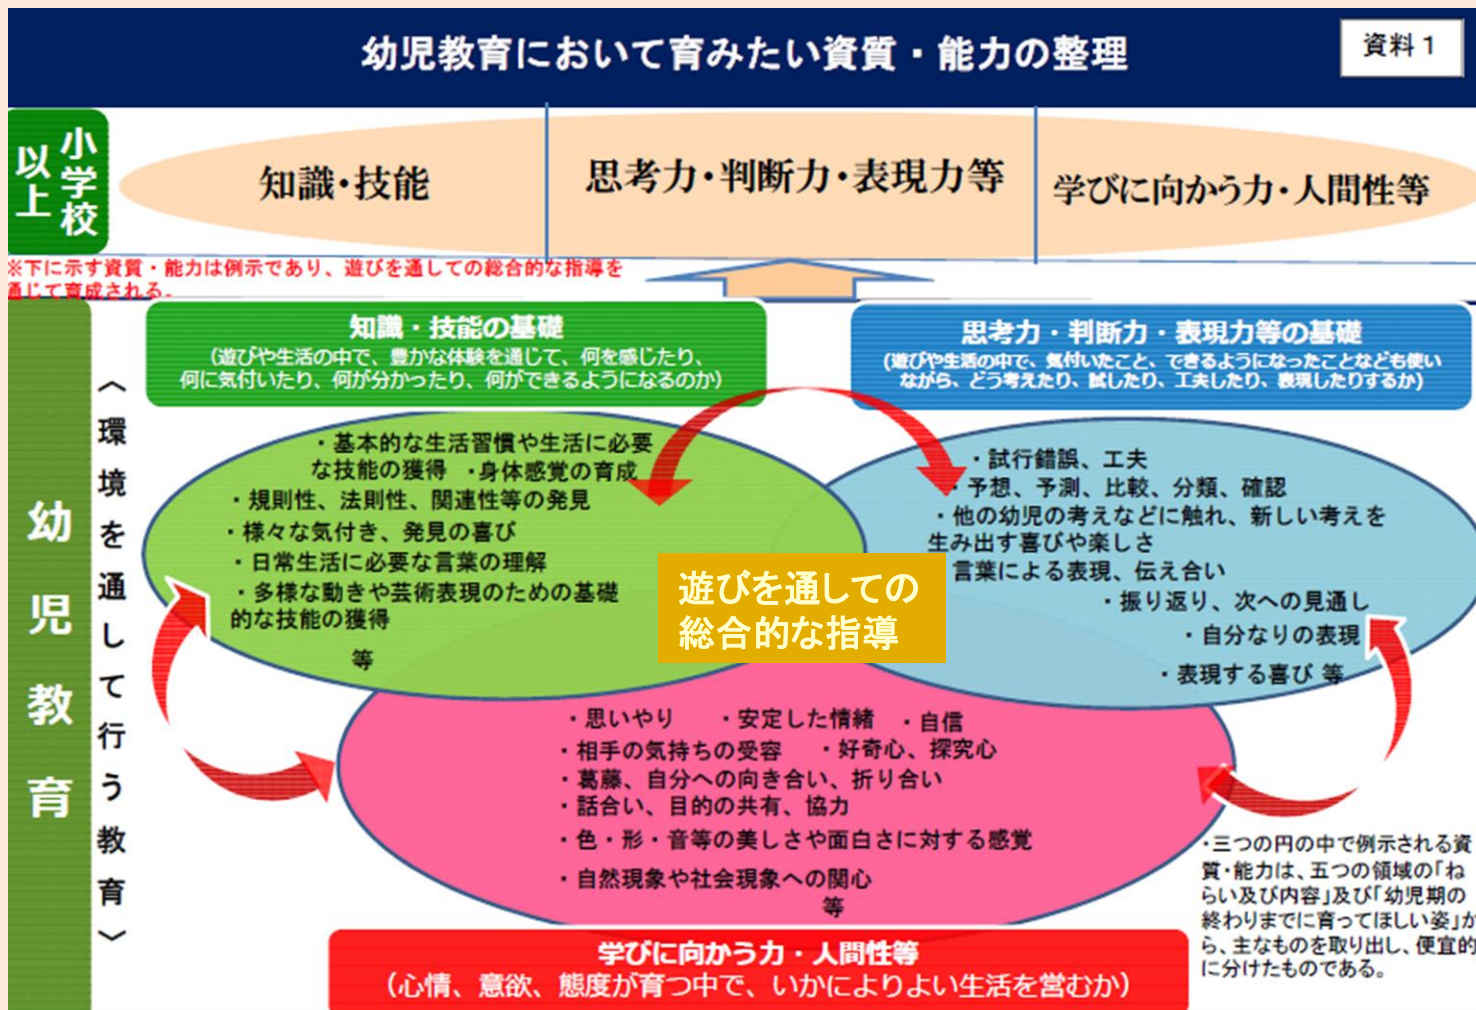 幼児教育において育みたい資質・能力の整理
資料1
小学校
以上
知識・技能
思考力・判断力・表現力等
学びに向かう力・人間性等
※下に示す資質・能力は例示であり、遊びを通しての総合的な指導を
通じて育成される。
幼児教育
〈環境を通して行う教育〉
知識・技能の基礎
(遊びや生活の中で、豊かな体験を通じて、何を感じたり、
何に気付いたり、何が分かったり、何ができるようになるのか)
思考力・判断力・表現力等の基礎
(遊びや生活の中で、気付いたこと、できるようになったことなども使い
ながら、どう考えたり、試したり、工夫したり、表現したりするか)
・基本的な生活習慣や生活に必要
な技能の獲得 ・身体感覚の育成
・規則性、法則性、関連性等の発見
・様々な気付き、発見の喜び
・日常生活に必要な言葉の理解
・多様な動きや芸術表現のための基礎
的な技能の獲得
等
・試行錯誤、工夫
・予想、予測、比較、分類、確認
・他の幼児の考えなどに触れ、新しい考えを
生み出す喜びや楽しさ
言葉による表現、伝え合い
・振り返り、次への見通し
・自分なりの表現
・表現する喜び 等
遊びを通しての
総合的な指導
・思いやり ・安定した情緒 ・自信
・相手の気持ちの受容 ・好奇心、探究心
・葛藤、自分への向き合い、折り合い
・話合い、目的の共有、協力
・色・形・音等の美しさや面白さに対する感覚
・自然現象や社会現象への関心
等
学びに向かう力・人間性等
(心情、意欲、態度が育つ中で、いかによりよい生活を営むか)
・三つの円の中で例示される資
質・能力は、五つの領域の「ね
らい及び内容」及び「幼児期の
終わりまでに育ってほしい姿」か
ら、主なものを取り出し、便宜的
に分けたものである。